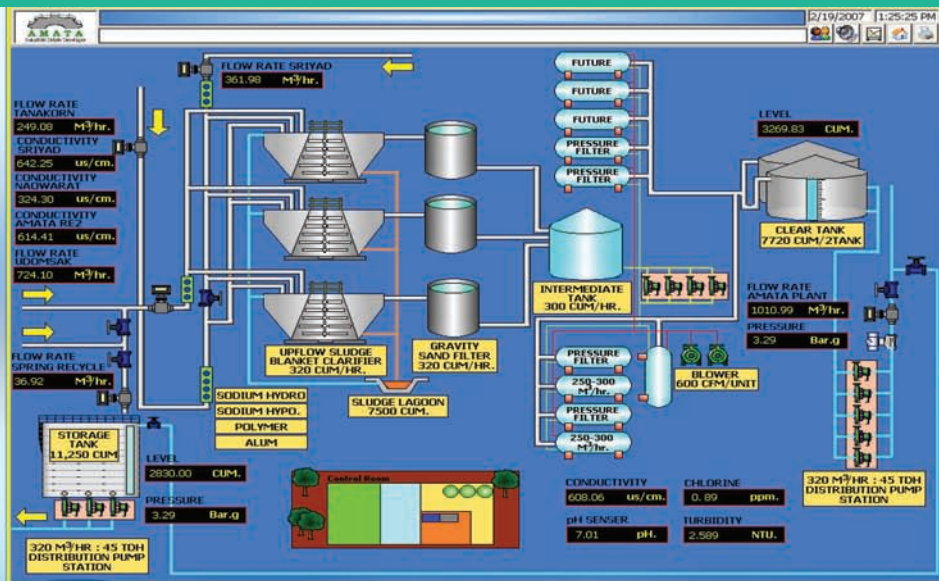 AMATA
2/19/2007 1:25:25 PM
FLOW RATE SRIYAD
361.98 M³/hr.
FLOW RATE
TANAKORN
249.08 M³/hr.
CONDUCTIVITY
SRIYAD
642.25 us/cm.
CONDUCTIVITY
NAOWARAT
324.30 us/cm.
CONDUCTIVITY
AMATA RE2
614.41 us/cm.
FLOW RATE
UDOMSAK
724.10 M³/hr.
FLOW RATE
SPRING RECYCLE
36.92 M³/hr.
STORAGE
TANK
11,250 CUM
LEVEL
2830.00 CUM.
PRESSURE
3.29 Bar.g
320 M³/HR : 45 TDH
DISTRIBUTION PUMP
STATION
UPFLOW SLUDGE
BLANKET CLARIFIER
320 CUM/HR.
GRAVITY
SAND FILTER
320 CUM/HR.
SLUDGE LAGOON
7500 CUM.
SODIUM HYDRO
SODIUM HYPO.
POLYMER
ALUM
Control Room
FUTURE
FUTURE
FUTURE
PRESSURE
FILTER
PRESSURE
FILTER
INTERMEDIATE
TANK
300 CUM/HR.
PRESSURE
FILTER
250-300
M³/hr.
PRESSURE
FILTER
250-300
M³/hr.
BLOWER
600 CFM/UNIT
LEVEL
3269.83 CUM.
CLEAR TANK
7720 CUM/2TANK
FLOW RATE
AMATA PLANT
1010.99 M³/hr.
PRESSURE
3.29 Bar.g
320 M³/HR : 45 TDH
DISTRIBUTION PUMP
STATION
CONDUCTIVITY
608.06 us/cm.
CHLORINE
0.89 ppm.
pH SENSER
7.01 pH.
TURBIDITY
2.589 NTU.